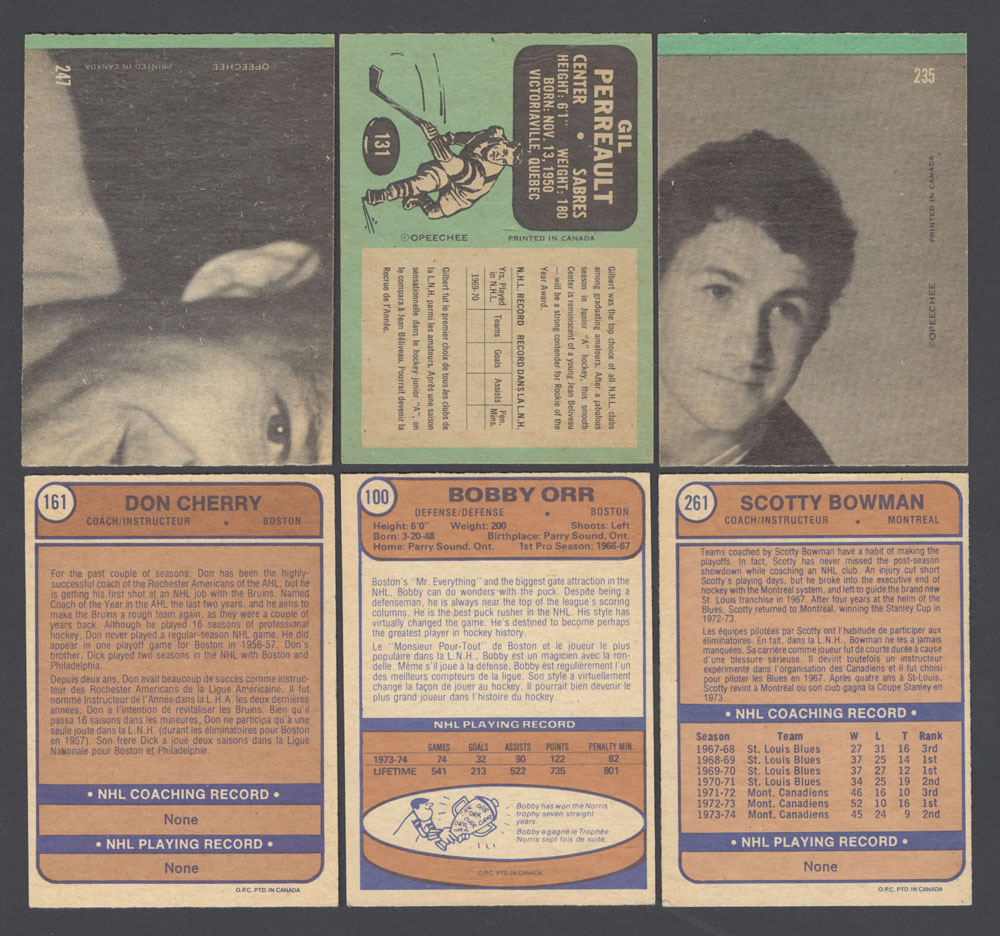 247
PRINTED IN CANADA
©OPEECHEE
GIL
PERREAULT
CENTER • SABRES
HEIGHT: 6'1" WEIGHT: 180
BORN: NOV. 13, 1950
VICTORIAVILLE, QUEBEC
131
©OPEECHEE PRINTED IN CANADA
Gilbert was the top choice of all N.H.L. clubs
among graduating amateurs. After a fabulous
season in Junior "A" hockey, this smooth
Center is reminiscent of a young Jean Beliveau
— will be a strong contender for Rookie of the
Year Award.
N.H.L. RECORD RECORD DANS LA L.N.H.
Yrs. Played in N.H.L. Teams Goals Assists Pen. Mins.
1969-70
Gilbert fut le premier choix de tous les clubs de
la L.N.H. parmi les amateurs. Après une saison
sensationnelle dans le hockey junior "A", on
le compara à Jean Béliveau. Pourrait devenir la
Recrue de l'Année.
235
©OPEECHEE PRINTED IN CANADA
161
DON CHERRY
COACH/INSTRUCTEUR • BOSTON
For the past couple of seasons, Don has been the highly-
successful coach of the Rochester Americans of the AHL, but he
is getting his first shot at an NHL job with the Bruins. Named
Coach of the Year in the AHL the last two years, and he aims to
make the Bruins a rough team again, as they were a couple of
years back. Although he played 16 seasons of professional
hockey, Don never played a regular-season NHL game. He did
appear in one playoff game for Boston in 1956-57. Don's
brother, Dick played two seasons in the NHL with Boston and
Philadelphia.
Depuis deux ans, Don avait beaucoup de succes comme instruc-
teur des Rochester Americans de la Ligue Américaine. Il fut
nommé Instructeur de l'Année dans la L.H.A. les deux dernières
années. Don a l'intention de revitaliser les Bruins. Bien qu'il
passa 16 saisons dans les mineures, Don ne participa qu'à une
seule joute dans la L.N.H. (durant les éliminatoires pour Boston
en 1957). Son frère Dick a joué deux saisons dans la Ligue
Nationale pour Boston et Philadelphia.
• NHL COACHING RECORD •
None
• NHL PLAYING RECORD •
None
O.P.C. PTD. IN CANADA
100
BOBBY ORR
DEFENSE/DÉFENSE • BOSTON
Height: 6'0" Weight: 200 Shoots: Left
Born: 3-20-48 Birthplace: Parry Sound, Ont.
Home: Parry Sound, Ont. 1st Pro Season: 1966-67
Boston's "Mr. Everything" and the biggest gate attraction in the
NHL, Bobby can do wonders with the puck. Despite being a
defenseman, he is always near the top of the league's scoring
columns. He is the best puck rusher in the NHL. His style has
virtually changed the game. He's destined to become perhaps
the greatest player in hockey history.
Le "Monsieur Pour-Tout" de Boston et le joueur le plus
populaire dans la L.N.H.. Bobby est un magicien avec la ron-
delle. Même s'il joue à la défense, Bobby est régulièrement l'un
des meilleurs compteurs de la ligue. Son style a virtuellement
changé la façon de jouer au hockey. Il pourrait bien devenir le
plus grand joueur dans l'histoire du hockey.
NHL PLAYING RECORD
GAMES GOALS ASSISTS POINTS PENALTY MIN.
1973-74 74 32 90 122 82
LIFETIME 541 213 522 735 801
Bobby has won the Norris
trophy seven straight
years.
Bobby a gagné le Trophée
Norris sept fois de suite.
O.P.C. PTD. IN CANADA
261
SCOTTY BOWMAN
COACH/INSTRUCTEUR • MONTREAL
Teams coached by Scotty Bowman have a habit of making the
playoffs. In fact, Scotty has never missed the post-season
showdown while coaching an NHL club. An injury cut short
Scotty's playing days, but he broke into the executive end of
hockey with the Montreal system, and left to guide the brand new
St. Louis franchise in 1967. After four years at the helm of the
Blues, Scotty returned to Montreal, winning the Stanley Cup in
1972-73.
Les équipes pilotées par Scotty ont l'habitude de participer aux
éliminatoires. En fait, dans la L.N.H., Bowman ne les a jamais
manquées. Sa carrière comme joueur fut de courte durée à cause
d'une blessure sérieuse. Il devint toutefois un instructeur
expérimenté dans l'organisation des Canadiens et il fut choisi
pour piloter les Blues en 1967. Après quatre ans à St-Louis,
Scotty revint à Montréal où son club gagna la Coupe Stanley en
1973.
• NHL COACHING RECORD •
Season Team W L T Rank
1967-68 St. Louis Blues 27 31 16 3rd
1968-69 St. Louis Blues 37 25 14 1st
1969-70 St. Louis Blues 37 27 12 1st
1970-71 St. Louis Blues 34 25 19 2nd
1971-72 Mont. Canadiens 46 16 10 3rd
1972-73 Mont. Canadiens 52 10 16 1st
1973-74 Mont. Canadiens 45 24 9 2nd
• NHL PLAYING RECORD •
None
O.P.C. PTD. IN CANADA